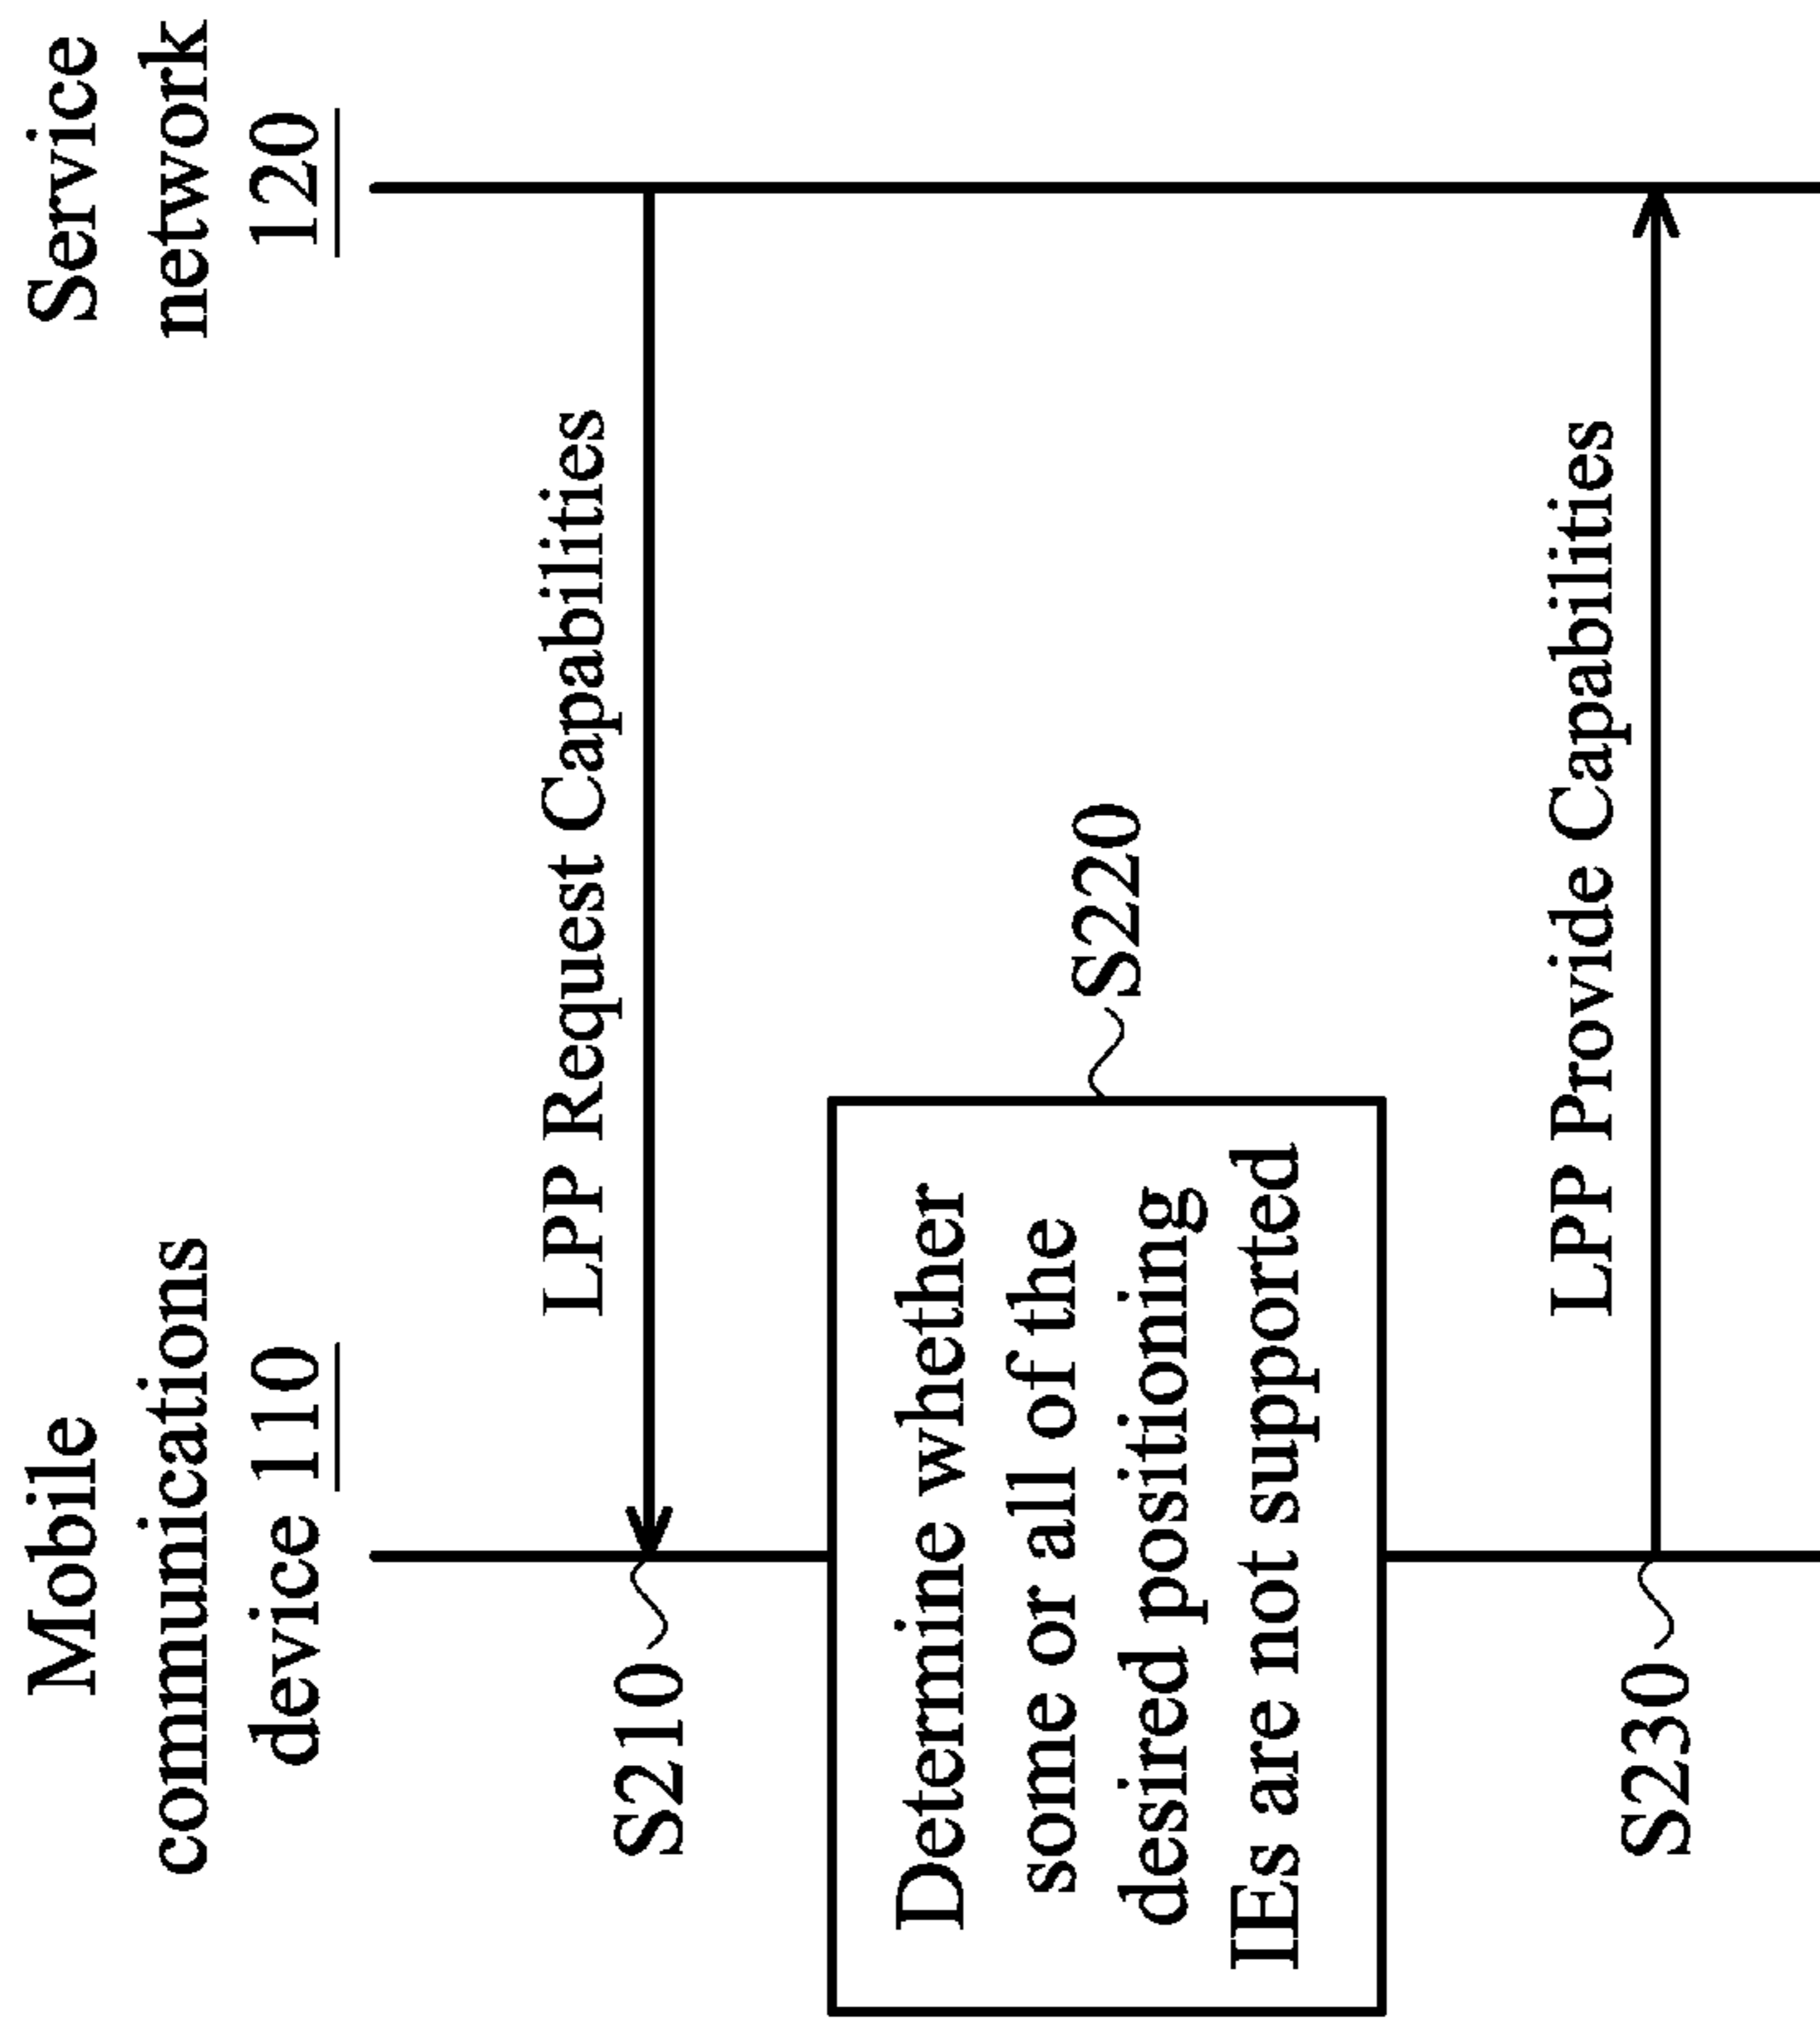 Mobile
communications
device 110
Service
network
120
LPP Request Capabilities
S210
Determine whether
some or all of the
desired positioning
IEs are not supported
S220
LPP Provide Capabilities
S230